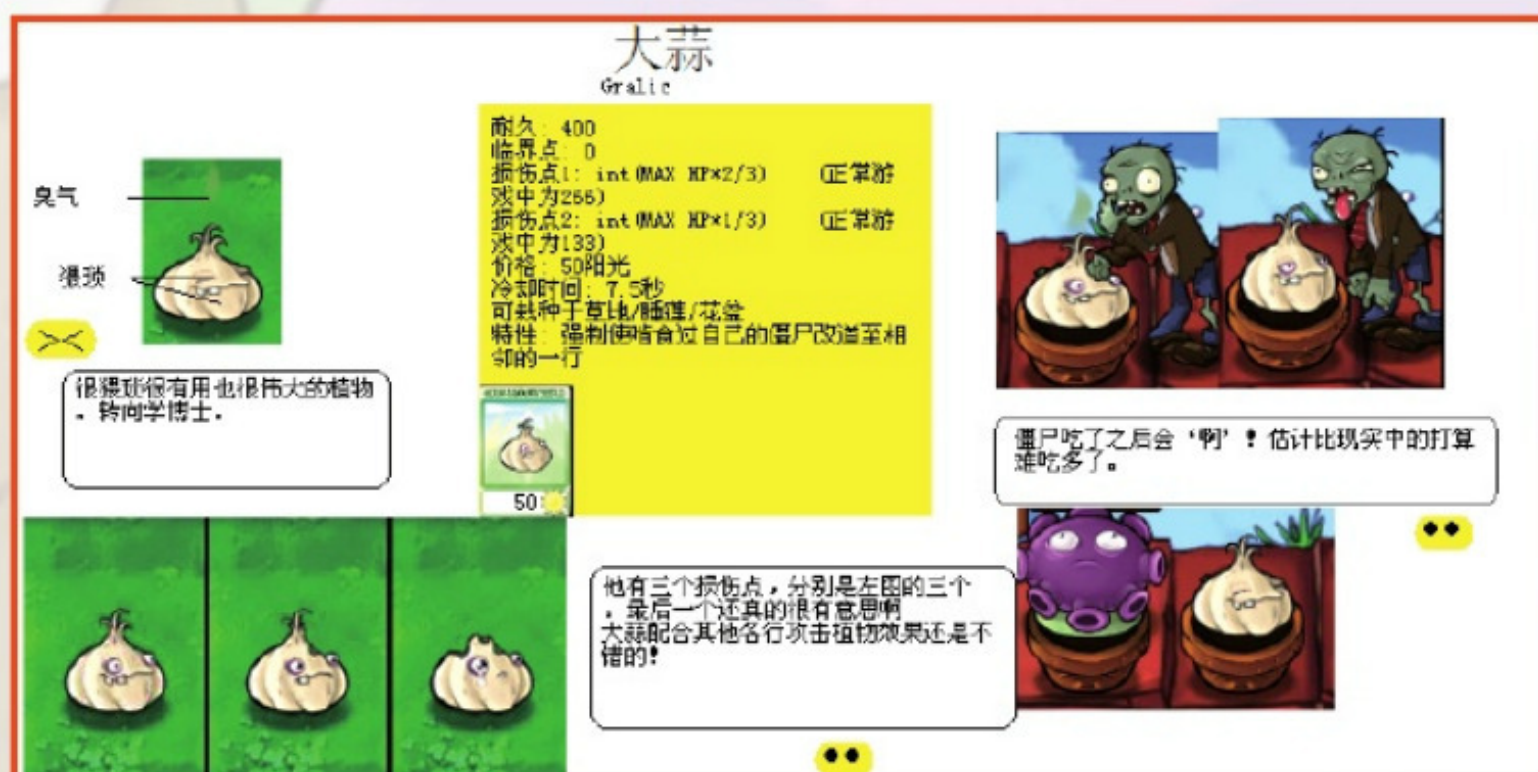 大蒜
Gralic
耐久：400
临界点：0
损伤点1：int(MAX HP×2/3) （正常游
戏中为266）
损伤点2：int(MAX HP×1/3) （正常游
戏中为133）
价格：50阳光
冷却时间：7.5秒
可栽种于草地/睡莲/花盆
特性：强制使啃食过自己的僵尸改道至相
邻的一行
50
臭气
猥琐
很猥琐很有用也很伟大的植物
。转向学博士.
僵尸吃了之后会‘啊’！估计比现实中的打算
难吃多了。
他有三个损伤点，分别是左图的三个
，最后一个还真的很有意思啊
大蒜配合其他各行攻击植物效果还是不
错的！